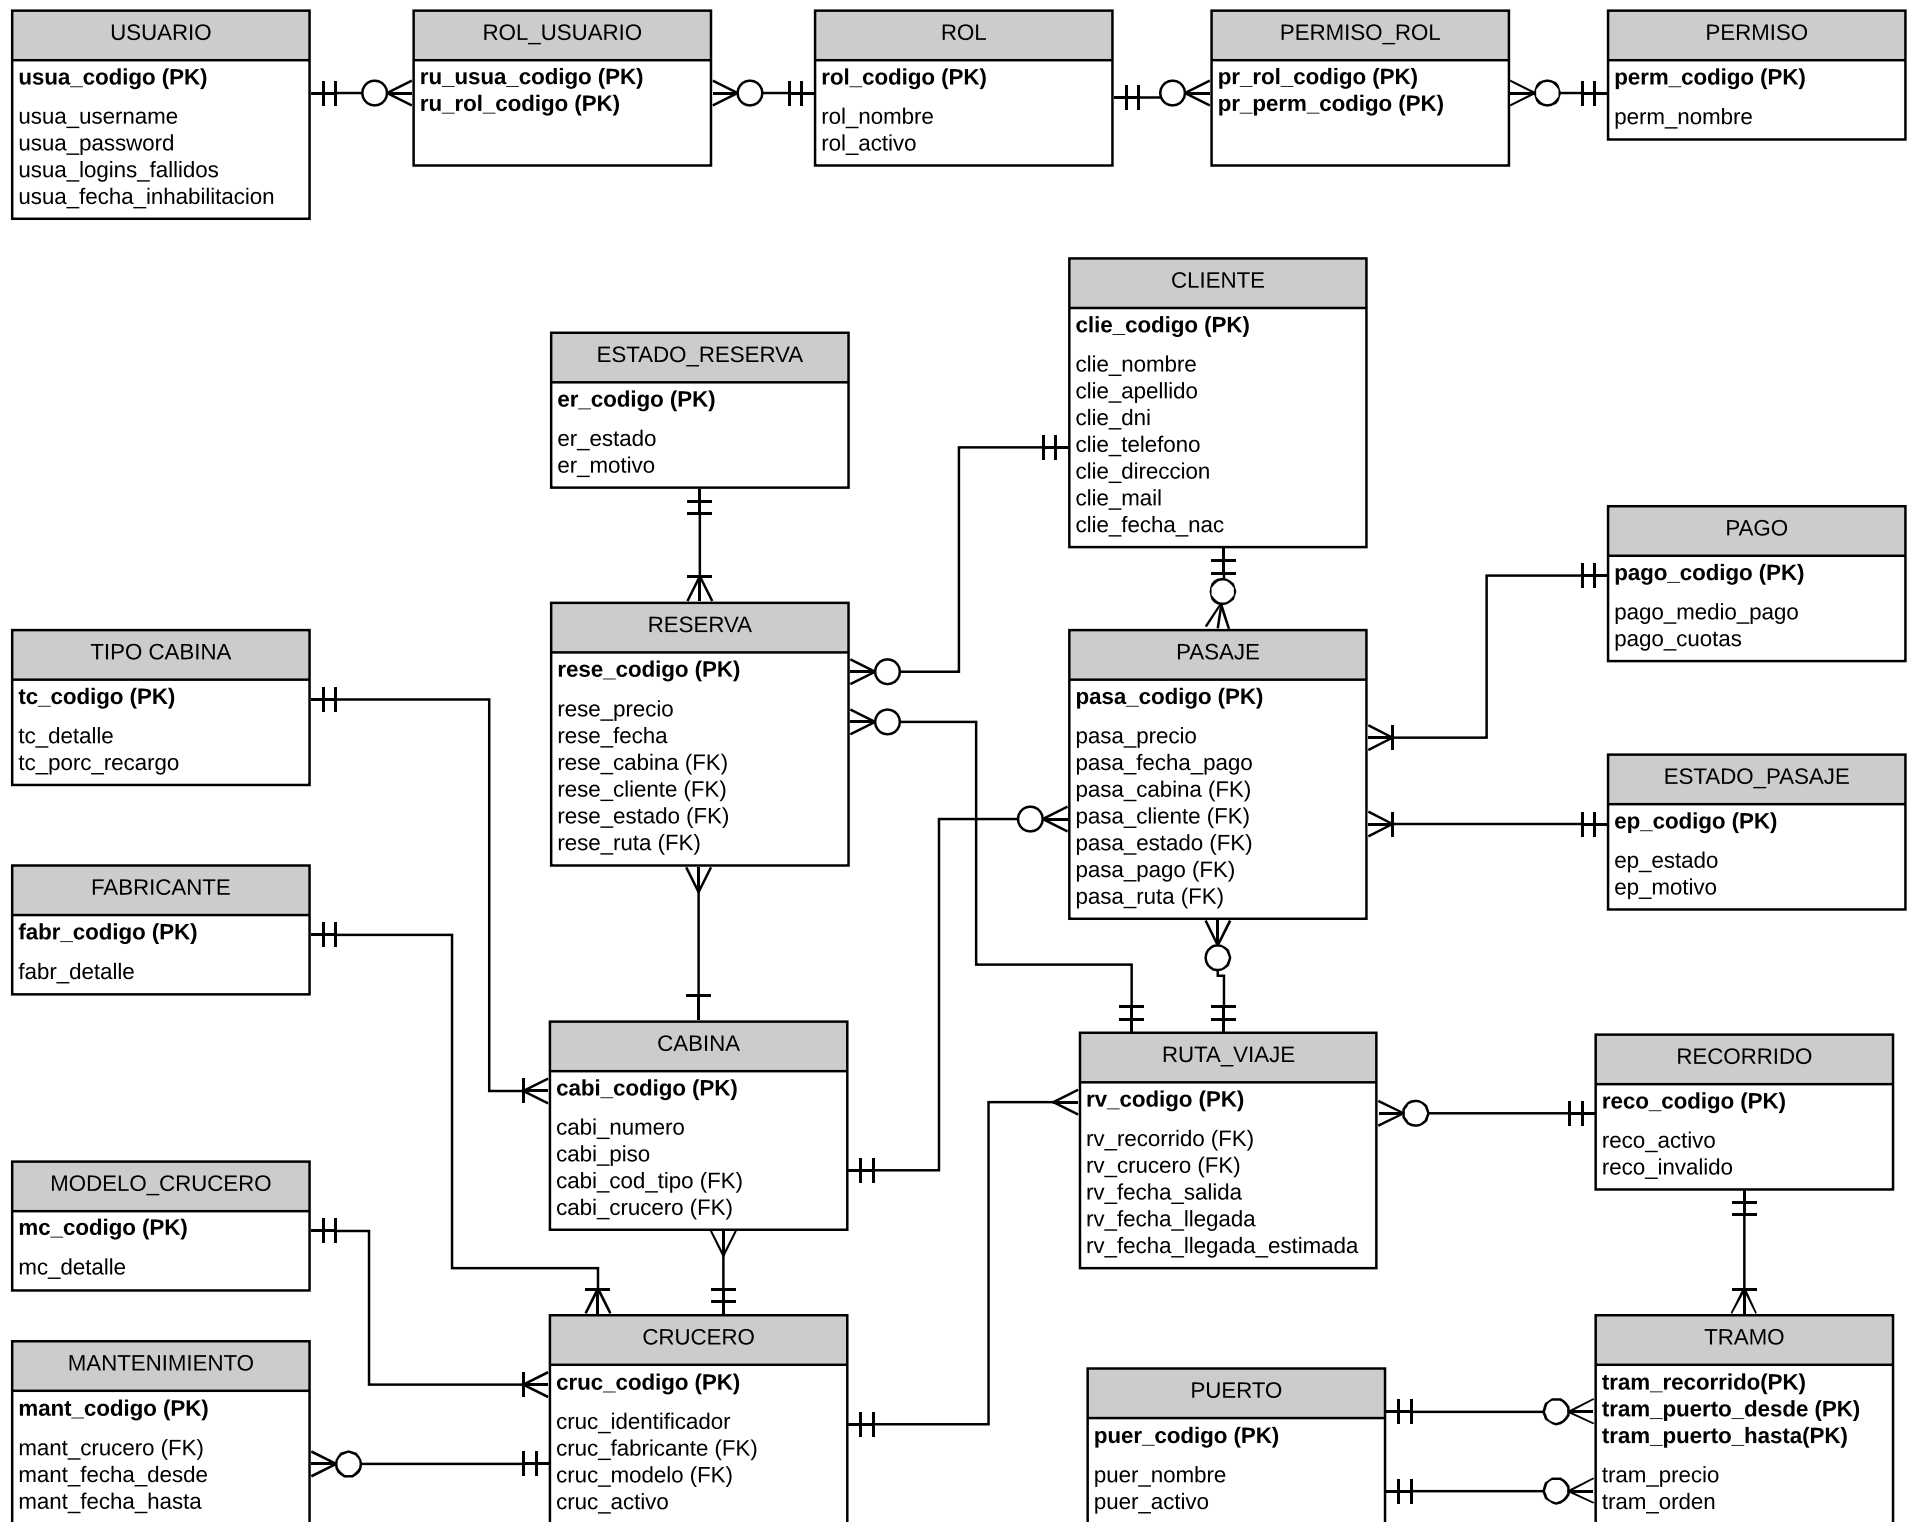 USUARIO
usua_codigo (PK)
usua_username
usua_password
usua_logins_fallidos
usua_fecha_inhabilitacion
ROL_USUARIO
ru_usua_codigo (PK)
ru_rol_codigo (PK)
ROL
rol_codigo (PK)
rol_nombre
rol_activo
PERMISO_ROL
pr_rol_codigo (PK)
pr_perm_codigo (PK)
PERMISO
perm_codigo (PK)
perm_nombre
CLIENTE
clie_codigo (PK)
clie_nombre
clie_apellido
clie_dni
clie_telefono
clie_direccion
clie_mail
clie_fecha_nac
ESTADO_RESERVA
er_codigo (PK)
er_estado
er_motivo
PAGO
pago_codigo (PK)
pago_medio_pago
pago_cuotas
RESERVA
rese_codigo (PK)
rese_precio
rese_fecha
rese_cabina (FK)
rese_cliente (FK)
rese_estado (FK)
rese_ruta (FK)
TIPO CABINA
tc_codigo (PK)
tc_detalle
tc_porc_recargo
PASAJE
pasa_codigo (PK)
pasa_precio
pasa_fecha_pago
pasa_cabina (FK)
pasa_cliente (FK)
pasa_estado (FK)
pasa_pago (FK)
pasa_ruta (FK)
ESTADO_PASAJE
ep_codigo (PK)
ep_estado
ep_motivo
FABRICANTE
fabr_codigo (PK)
fabr_detalle
CABINA
cabi_codigo (PK)
cabi_numero
cabi_piso
cabi_cod_tipo (FK)
cabi_crucero (FK)
RUTA_VIAJE
rv_codigo (PK)
rv_recorrido (FK)
rv_crucero (FK)
rv_fecha_salida
rv_fecha_llegada
rv_fecha_llegada_estimada
RECORRIDO
reco_codigo (PK)
reco_activo
reco_invalido
MODELO_CRUCERO
mc_codigo (PK)
mc_detalle
MANTENIMIENTO
mant_codigo (PK)
mant_crucero (FK)
mant_fecha_desde
mant_fecha_hasta
CRUCERO
cruc_codigo (PK)
cruc_identificador
cruc_fabricante (FK)
cruc_modelo (FK)
cruc_activo
PUERTO
puer_codigo (PK)
puer_nombre
puer_activo
TRAMO
tram_recorrido(PK)
tram_puerto_desde (PK)
tram_puerto_hasta(PK)
tram_precio
tram_orden